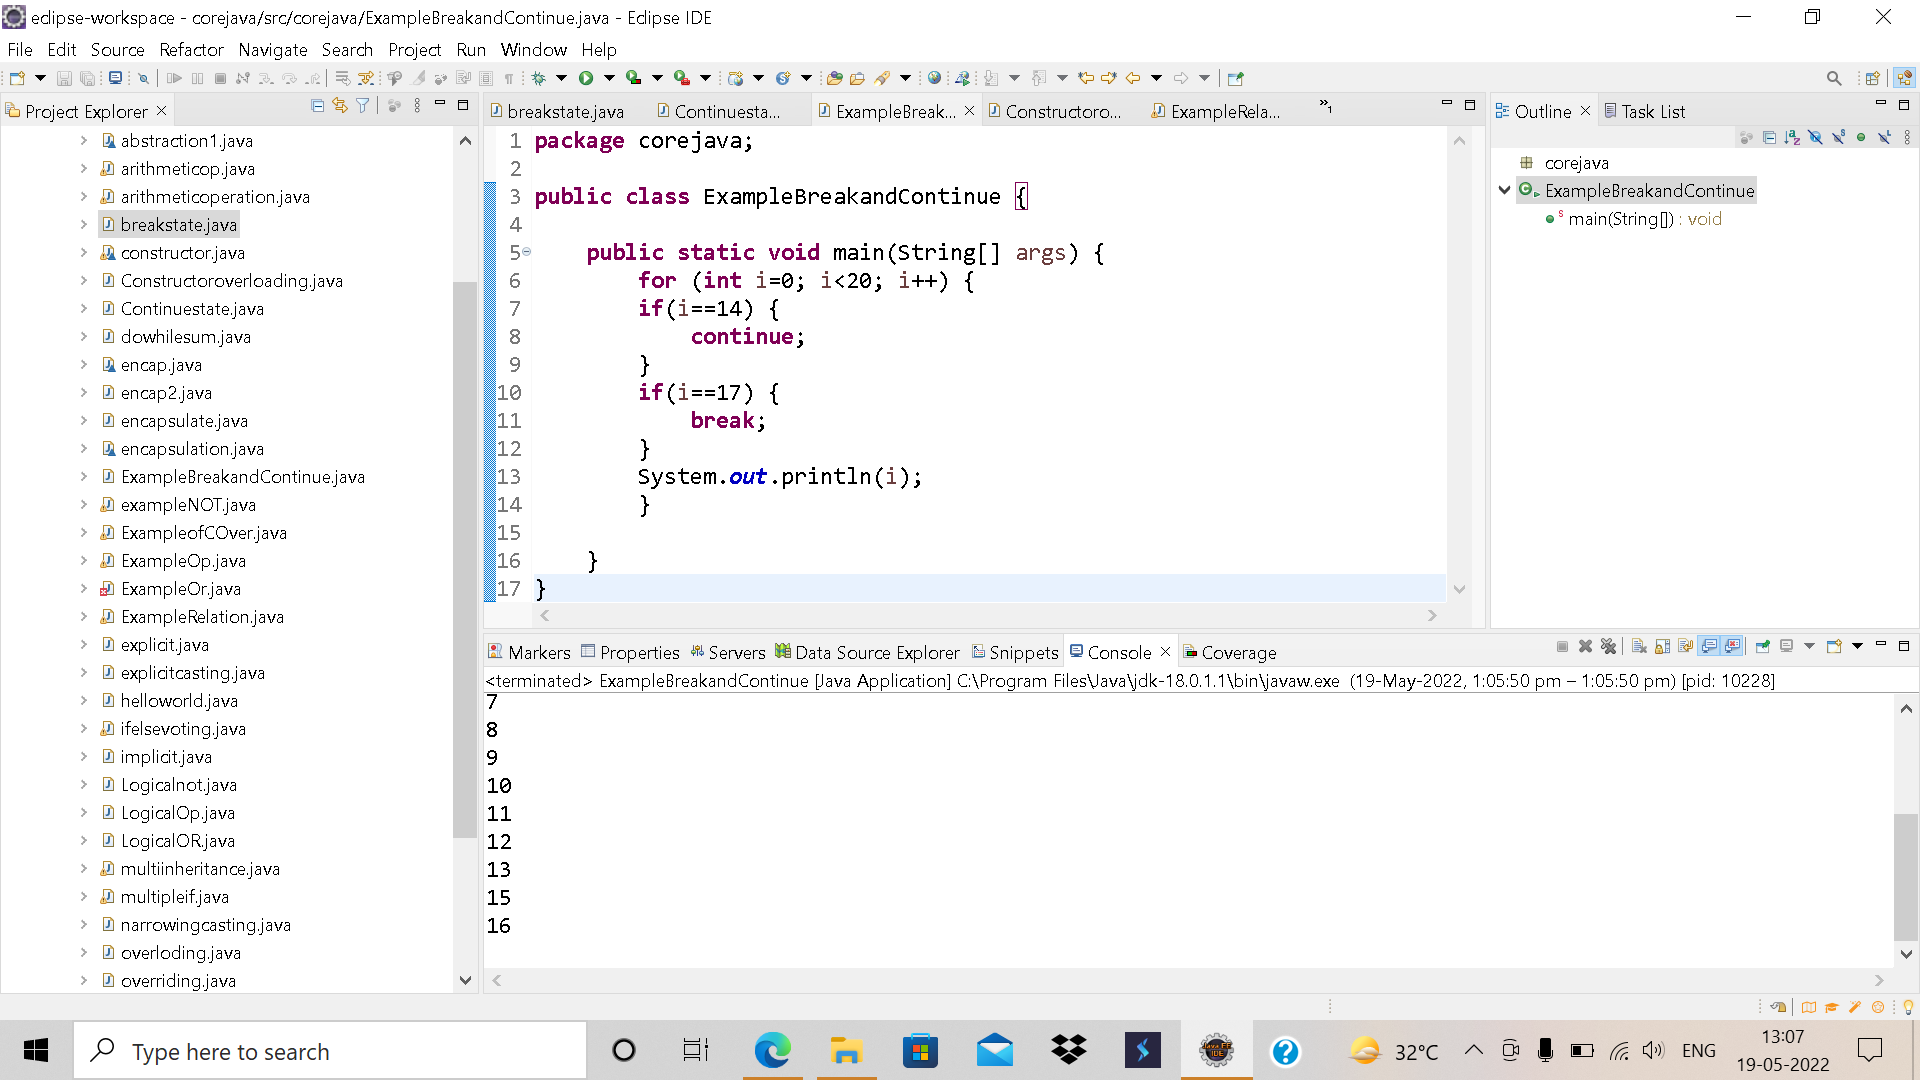 eclipse-workspace - corejava/src/corejava/ExampleBreakandContinue.java - Eclipse IDE
File Edit Source Refactor Navigate Search Project Run Window Help
Project Explorer
abstraction1.java
arithmeticop.java
arithmeticoperation.java
breakstate.java
constructor.java
Constructoroverloading.java
Continuestate.java
dowhilesum.java
encap.java
encap2.java
encapsulate.java
encapsulation.java
ExampleBreakandContinue.java
exampleNOT.java
ExampleofCOver.java
ExampleOp.java
ExampleOr.java
ExampleRelation.java
explicit.java
explicitcasting.java
helloworld.java
ifelsevoting.java
implicit.java
Logicalnot.java
LogicalOp.java
LogicalOR.java
multiinheritance.java
multipleif.java
narrowingcasting.java
overloding.java
overriding.java
breakstate.java Continuesta... ExampleBreak... Constructoro... ExampleRela... »1
1 package corejava;
2
3 public class ExampleBreakandContinue {
4
5 public static void main(String[] args) {
6 for (int i=0; i<20; i++) {
7 if(i==14) {
8 continue;
9 }
10 if(i==17) {
11 break;
12 }
13 System.out.println(i);
14 }
15
16 }
17 }
Outline Task List
corejava
ExampleBreakandContinue
main(String[]) : void
Markers Properties Servers Data Source Explorer Snippets Console Coverage
<terminated> ExampleBreakandContinue [Java Application] C:\Program Files\Java\jdk-18.0.1.1\bin\javaw.exe (19-May-2022, 1:05:50 pm – 1:05:50 pm) [pid: 10228]
7
8
9
10
11
12
13
15
16
Type here to search
32°C
ENG
13:07
19-05-2022